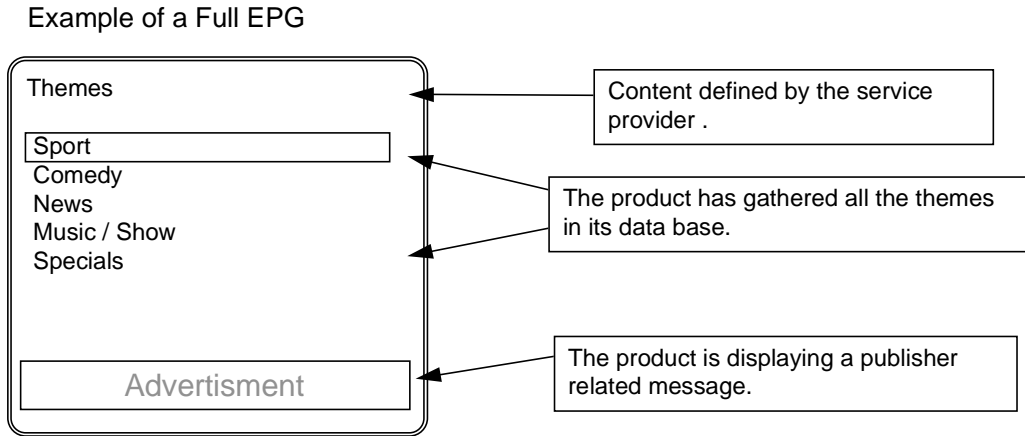 Example of a Full EPG
Themes
Content defined by the service
provider .
Sport
Comedy
News
Music / Show
Specials
The product has gathered all the themes
in its data base.
Advertisment
The product is displaying a publisher
related message.